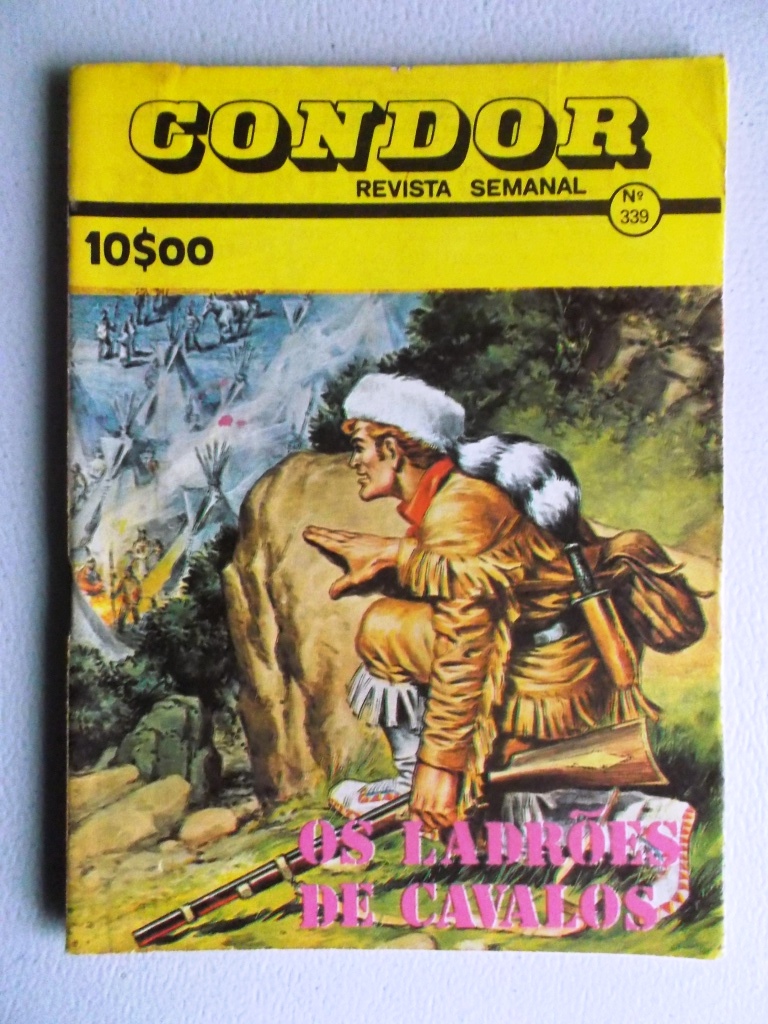 CONDOR
REVISTA SEMANAL
Nº
339
10$00
OS LADRÕES
DE CAVALOS